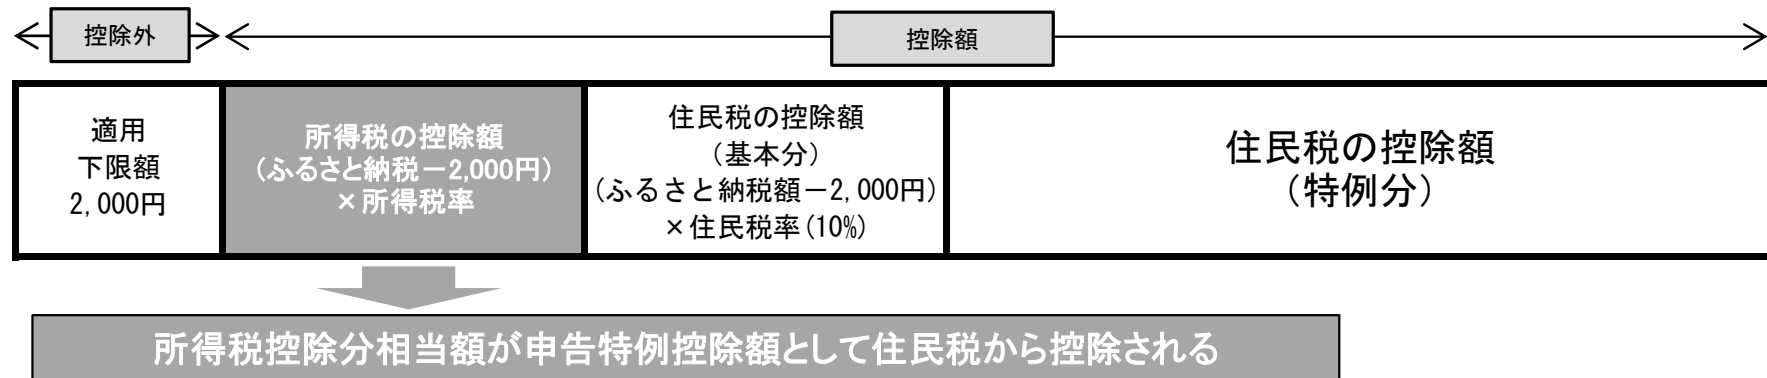 控除外
控除額
適用
下限額
2,000円
所得税の控除額
(ふるさと納税－2,000円)
×所得税率
住民税の控除額
(基本分)
(ふるさと納税額－2,000円)
×住民税率(10%)
住民税の控除額
(特例分)
所得税控除分相当額が申告特例控除額として住民税から控除される